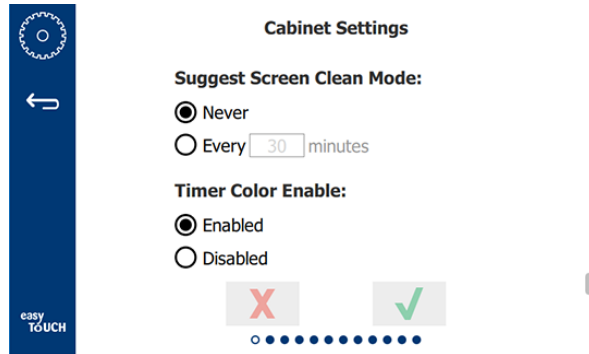 Cabinet Settings
Suggest Screen Clean Mode:
Never
Every 30 minutes
Timer Color Enable:
Enabled
Disabled
easy
TOUCH